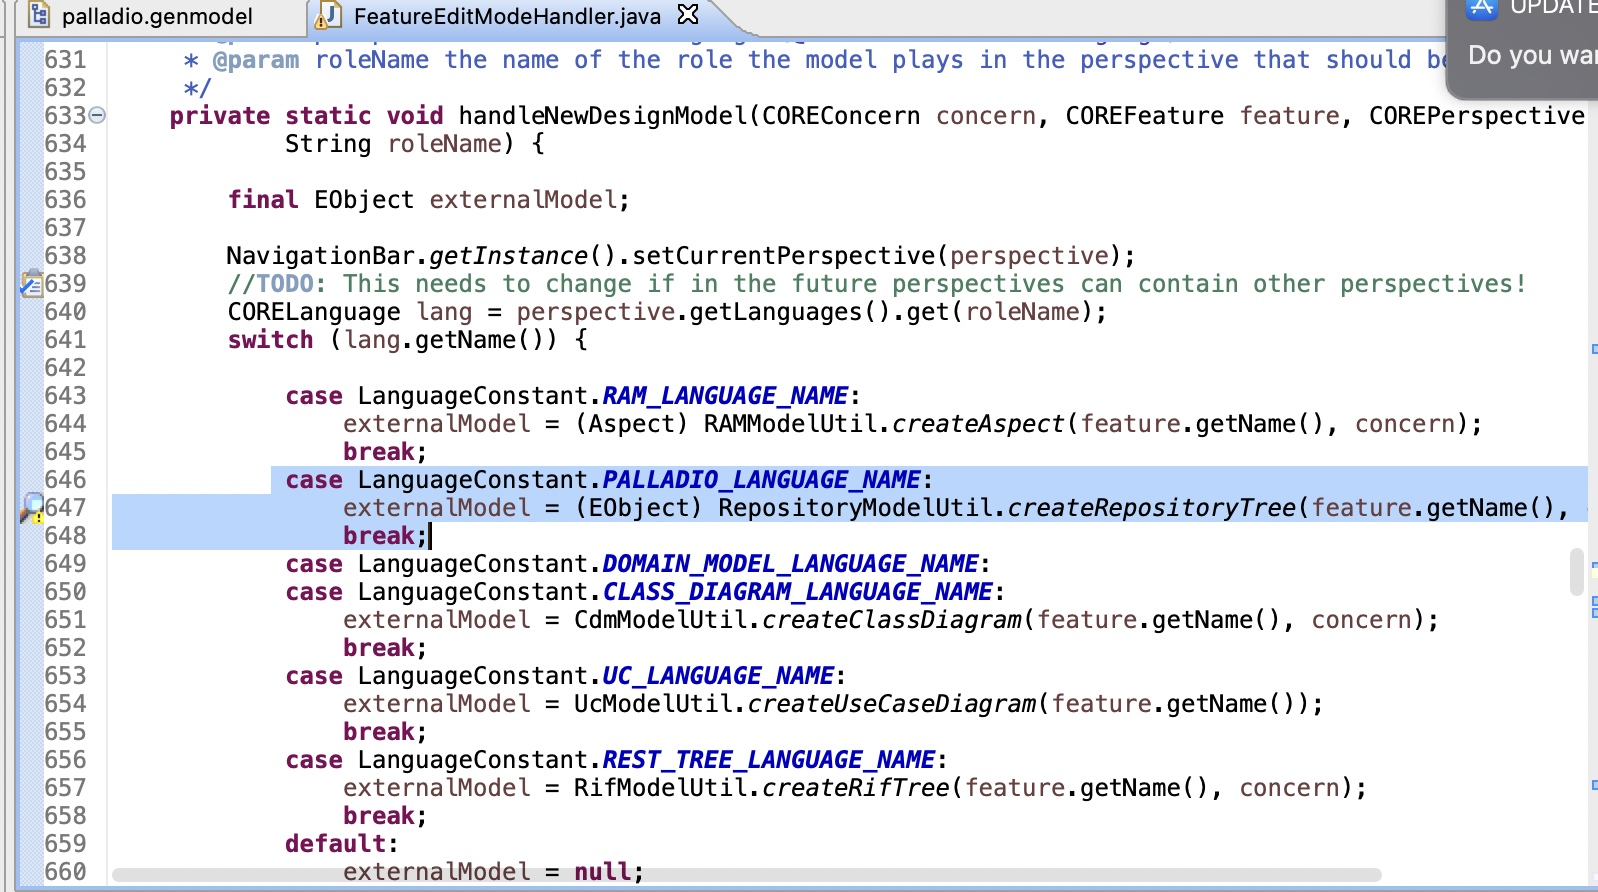 palladio.genmodel
FeatureEditModeHandler.java
UPDATE
Do you
631 * @param roleName the name of the role the model plays in the perspective that should
632 */
633 private static void handleNewDesignModel(COREConcern concern, COREFeature feature, COREPerspective
634 String roleName) {
635
636 final EObject externalModel;
637
638 NavigationBar.getInstance().setCurrentPerspective(perspective);
639 //TODO: This needs to change if in the future perspectives can contain other perspectives!
640 CORELanguage lang = perspective.getLanguages().get(roleName);
641 switch (lang.getName()) {
642
643 case LanguageConstant.RAM_LANGUAGE_NAME:
644 externalModel = (Aspect) RAMModelUtil.createAspect(feature.getName(), concern);
645 break;
646 case LanguageConstant.PALLADIO_LANGUAGE_NAME:
647 externalModel = (EObject) RepositoryModelUtil.createRepositoryTree(feature.getName(),
648 break;
649 case LanguageConstant.DOMAIN_MODEL_LANGUAGE_NAME:
650 case LanguageConstant.CLASS_DIAGRAM_LANGUAGE_NAME:
651 externalModel = CdmModelUtil.createClassDiagram(feature.getName(), concern);
652 break;
653 case LanguageConstant.UC_LANGUAGE_NAME:
654 externalModel = UcModelUtil.createUseCaseDiagram(feature.getName());
655 break;
656 case LanguageConstant.REST_TREE_LANGUAGE_NAME:
657 externalModel = RifModelUtil.createRifTree(feature.getName(), concern);
658 break;
659 default:
660 externalModel = null;